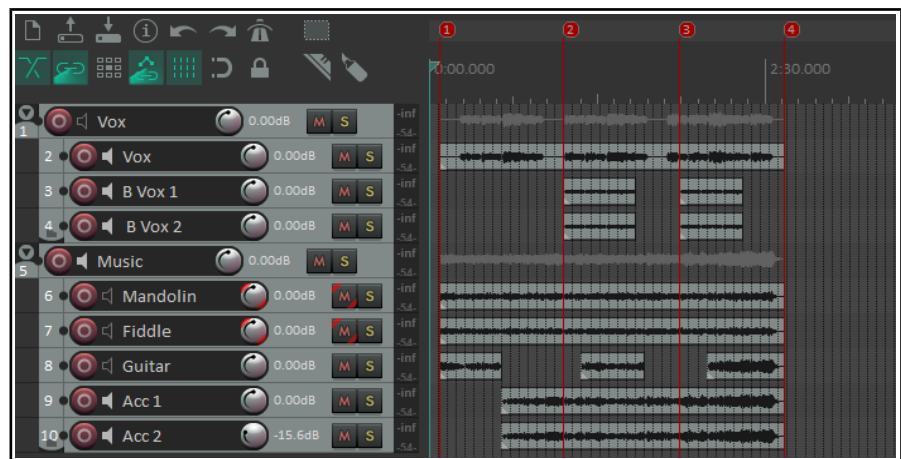 1 2 3 4
0:00.000 2:30.000
1 Vox 0.00dB M S -inf -54-
2 Vox 0.00dB M S -inf -54-
3 B Vox 1 0.00dB M S -inf -54-
4 B Vox 2 0.00dB M S -inf -54-
5 Music 0.00dB M S -inf -54-
6 Mandolin 0.00dB M S -inf -54-
7 Fiddle 0.00dB M S -inf -54-
8 Guitar 0.00dB M S -inf -54-
9 Acc 1 0.00dB M S -inf -54-
10 Acc 2 -15.6dB M S -inf -54-